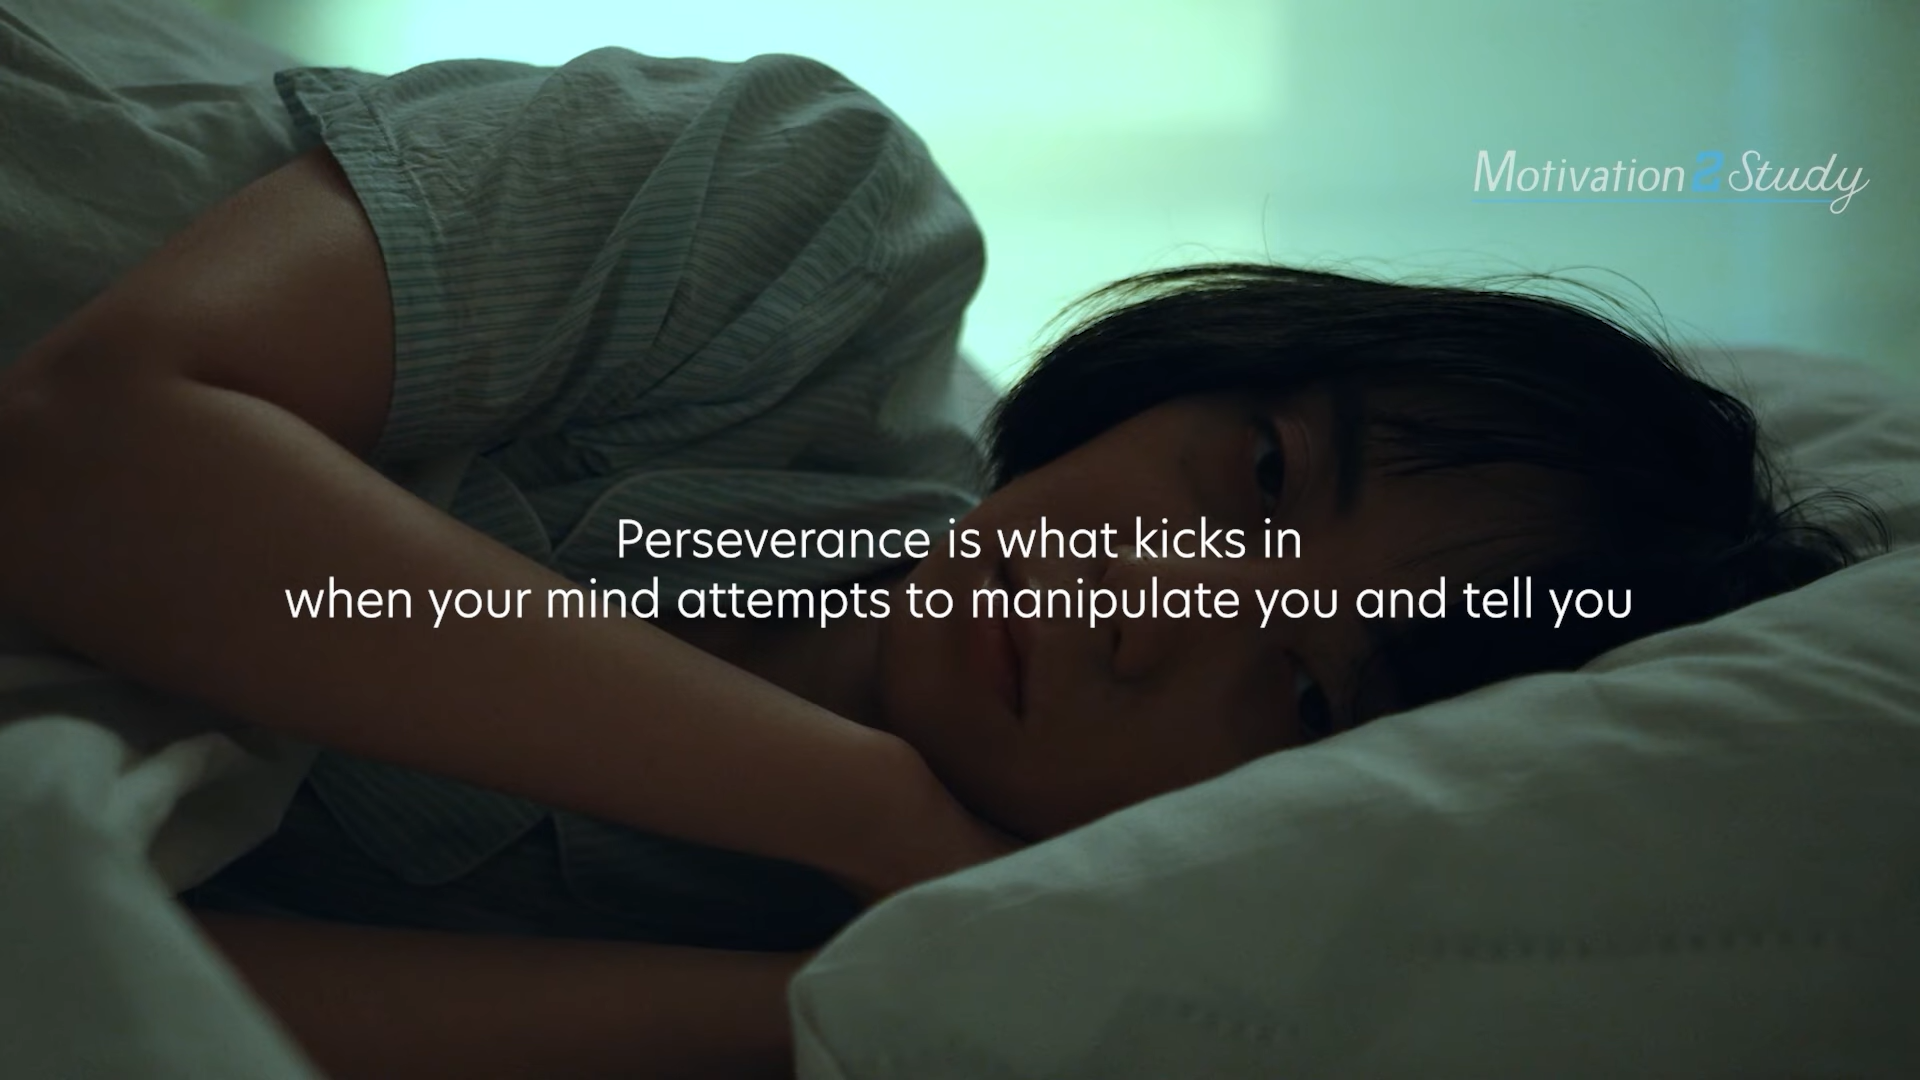 Motivation2Study
Perseverance is what kicks in
when your mind attempts to manipulate you and tell you